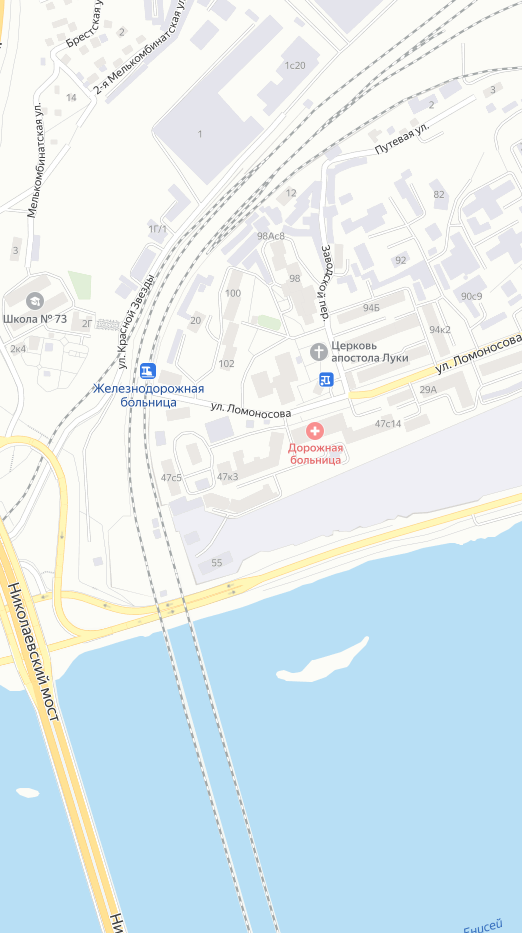 Брестская у
2
2-я Мелькомбинатская ул.
14
1с20
1
2
3
Путевая ул.
Мелькомбинатская ул.
12
82
1Г/1
98Ас8
3
98
Заводской пер.
92
Школа № 73
2Г
ул. Красной Звезды
100
20
90с9
94Б
94к2
2к4
102
Церковь
апостола Луки
ул. Ломоносова
Железнодорожная
больница
ул. Ломоносова
29А
47с14
Дорожная
больница
47с5
47к3
55
Николаевский мост
Ни
Енисей